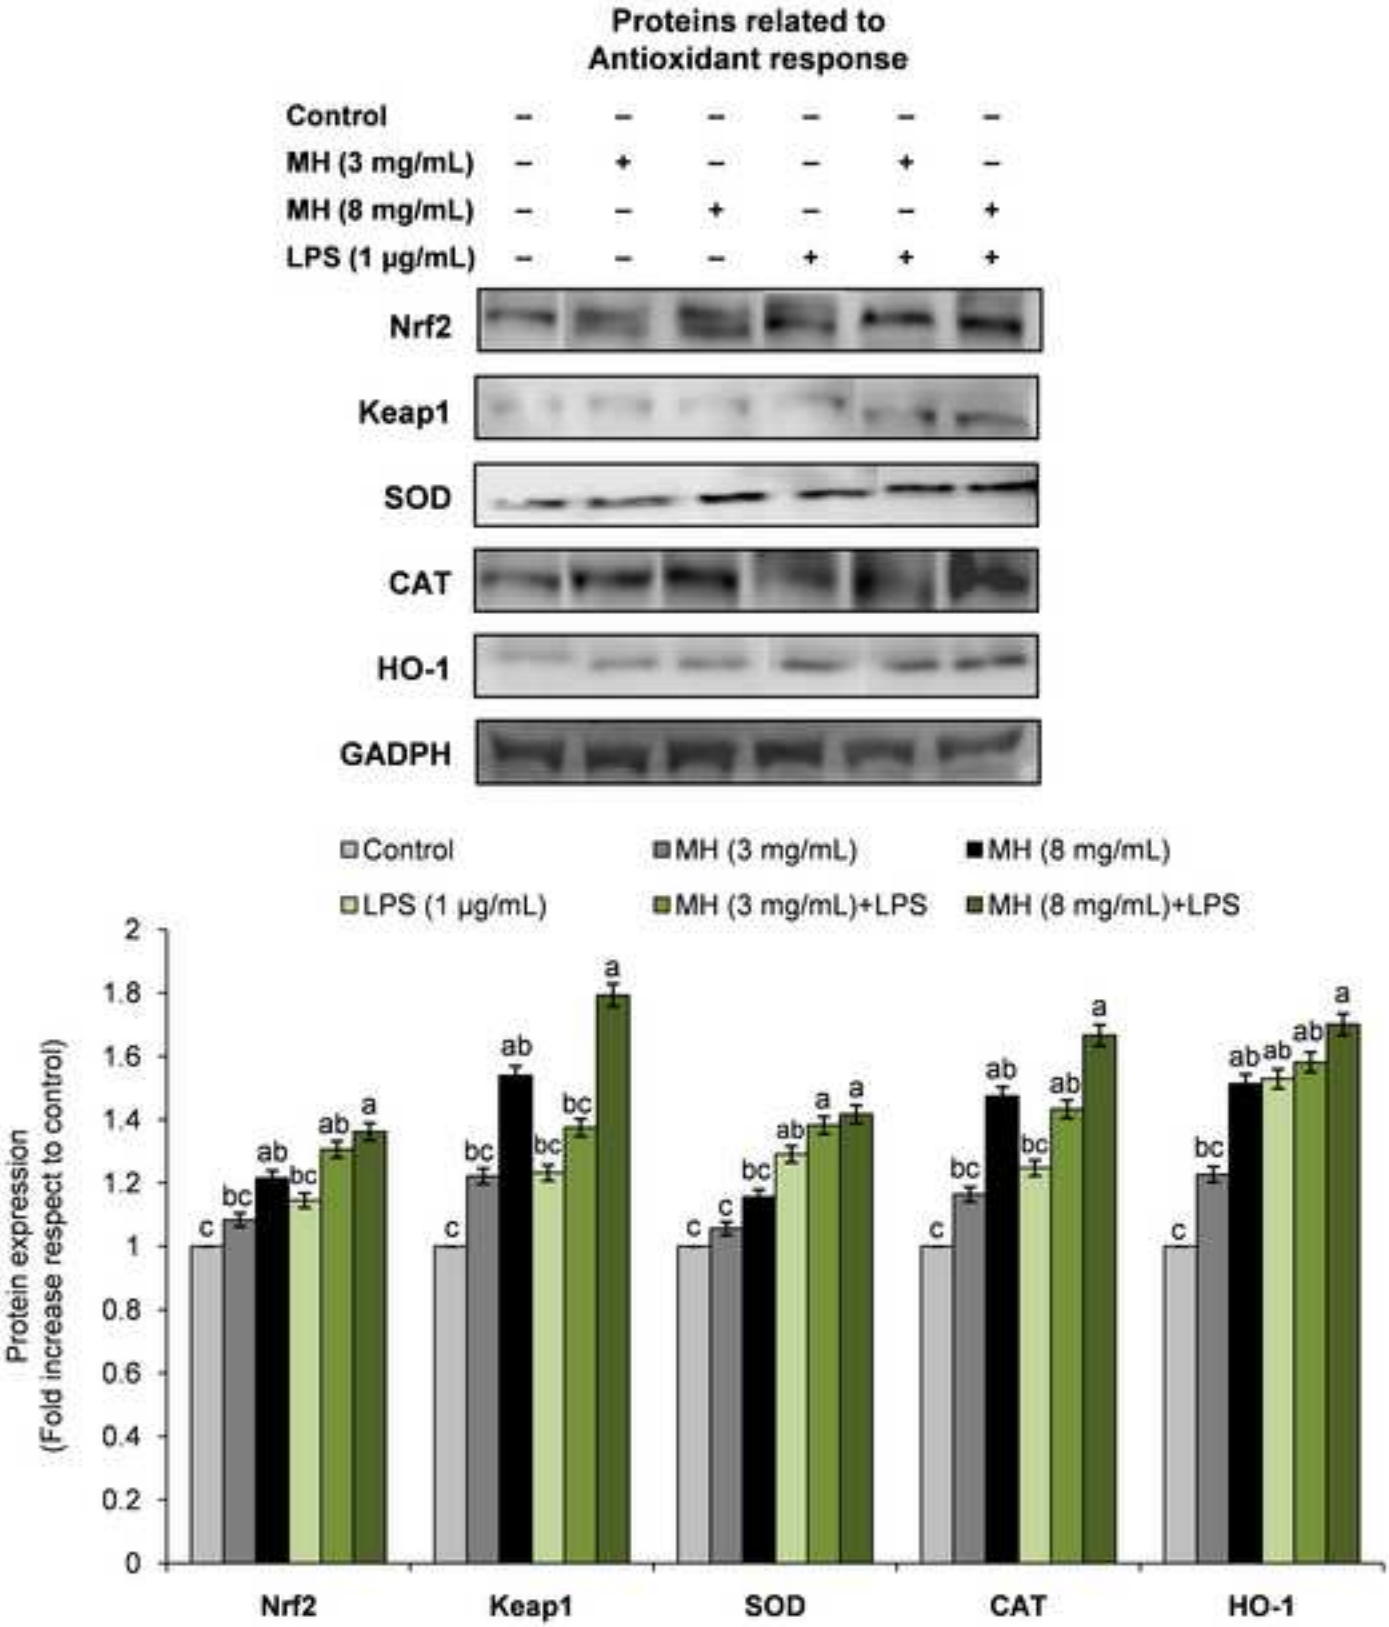 Proteins related to
Antioxidant response
Control – – – – – –
MH (3 mg/mL) – + – – + –
MH (8 mg/mL) – – + – – +
LPS (1 µg/mL) – – – + + +
Nrf2
Keap1
SOD
CAT
HO-1
GADPH
Control MH (3 mg/mL) MH (8 mg/mL)
LPS (1 µg/mL) MH (3 mg/mL)+LPS MH (8 mg/mL)+LPS
Protein expression
(Fold increase respect to control)
2
1.8
1.6
1.4
1.2
1
0.8
0.6
0.4
0.2
0
c bc ab bc ab a
c bc ab bc bc a
c c bc ab a a
c bc ab bc ab a
c bc ab ab ab a
Nrf2 Keap1 SOD CAT HO-1